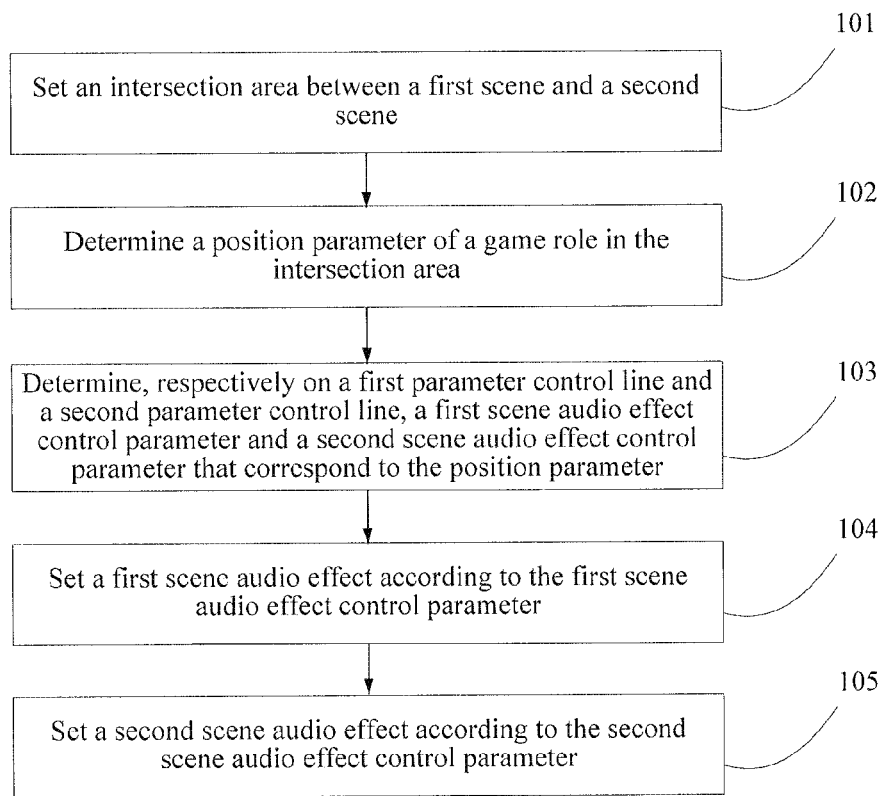 101
Set an intersection area between a first scene and a second
scene
102
Determine a position parameter of a game role in the
intersection area
103
Determine, respectively on a first parameter control line and
a second parameter control line, a first scene audio effect
control parameter and a second scene audio effect control
parameter that correspond to the position parameter
104
Set a first scene audio effect according to the first scene
audio effect control parameter
105
Set a second scene audio effect according to the second
scene audio effect control parameter